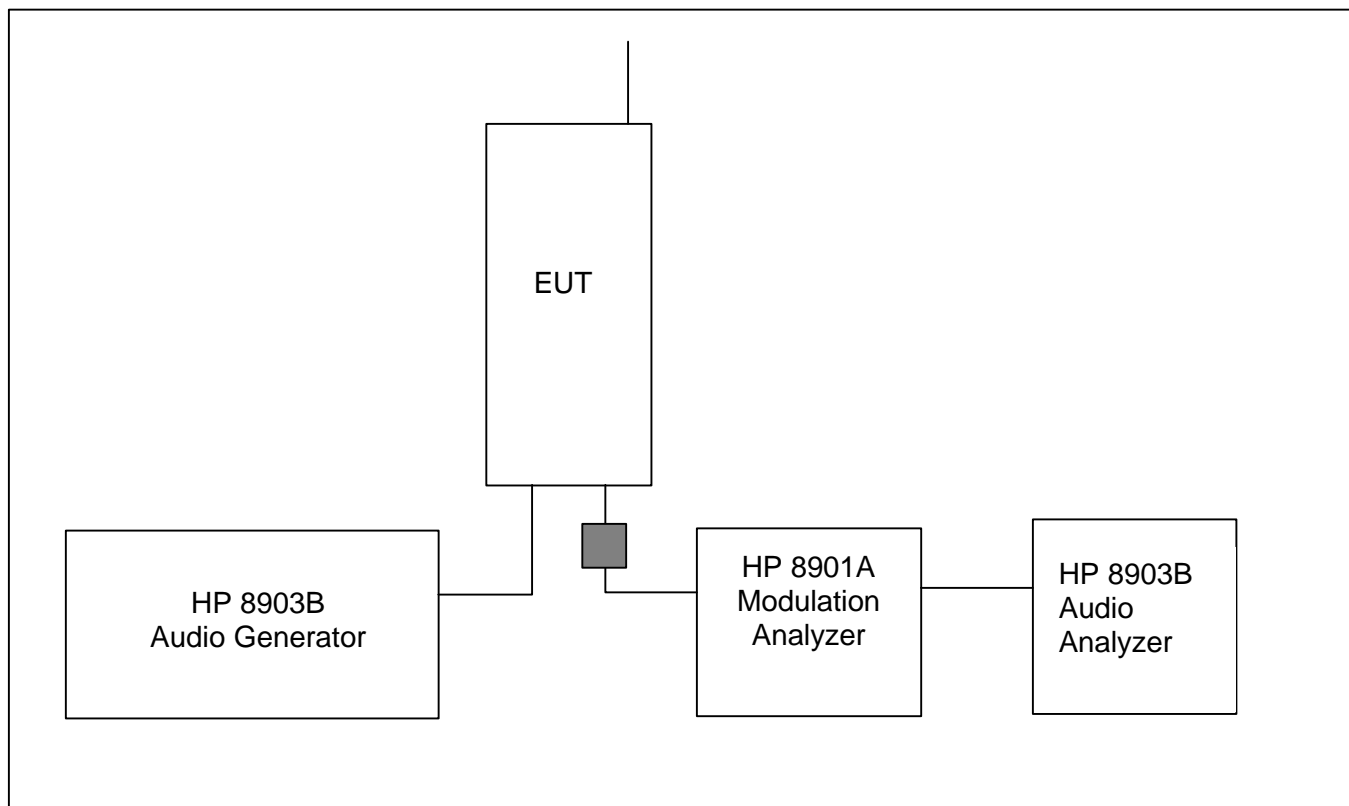 EUT
HP 8903B
Audio Generator
HP 8901A
Modulation
Analyzer
HP 8903B
Audio
Analyzer